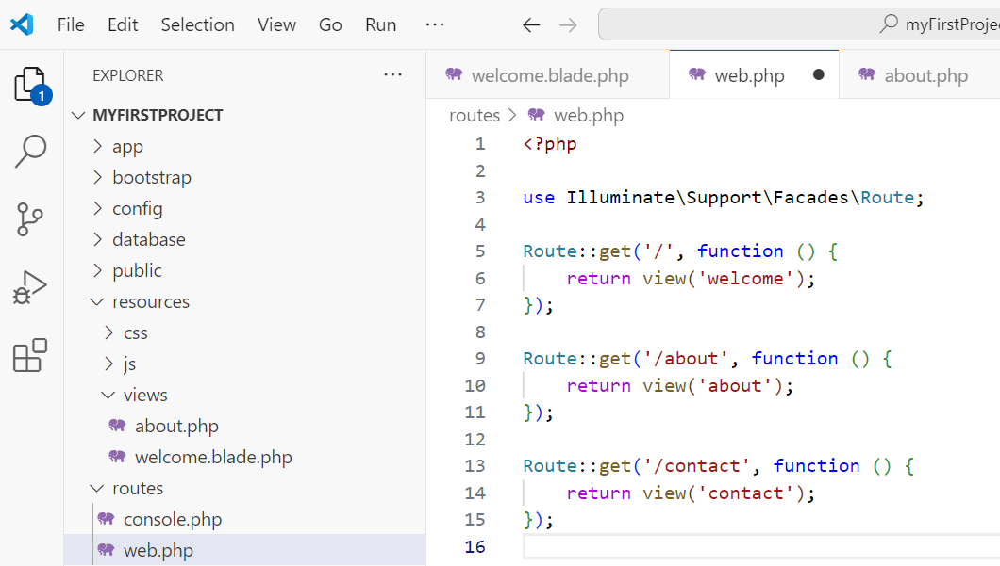 File Edit Selection View Go Run ···
myFirstProje
1
EXPLORER ···
MYFIRSTPROJECT
app
bootstrap
config
database
public
resources
css
js
views
about.php
welcome.blade.php
routes
console.php
web.php
welcome.blade.php web.php about.php
routes > web.php
1 <?php
2
3 use Illuminate\Support\Facades\Route;
4
5 Route::get('/', function () {
6     return view('welcome');
7 });
8
9 Route::get('/about', function () {
10     return view('about');
11 });
12
13 Route::get('/contact', function () {
14     return view('contact');
15 });
16